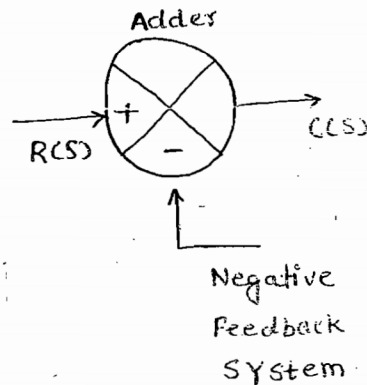 Adder
+
R(S)
C(S)
-
Negative
Feedback
System